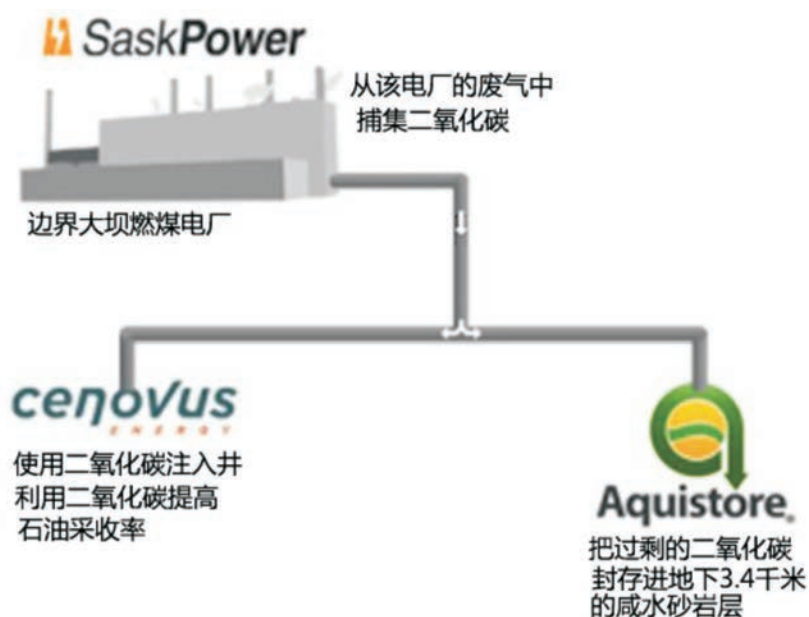 SaskPower
从该电厂的废气中
捕集二氧化碳
边界大坝燃煤电厂
cenovus
ENERGY
使用二氧化碳注入井
利用二氧化碳提高
石油采收率
Aquistore
把过剩的二氧化碳
封存进地下3.4千米
的咸水砂岩层